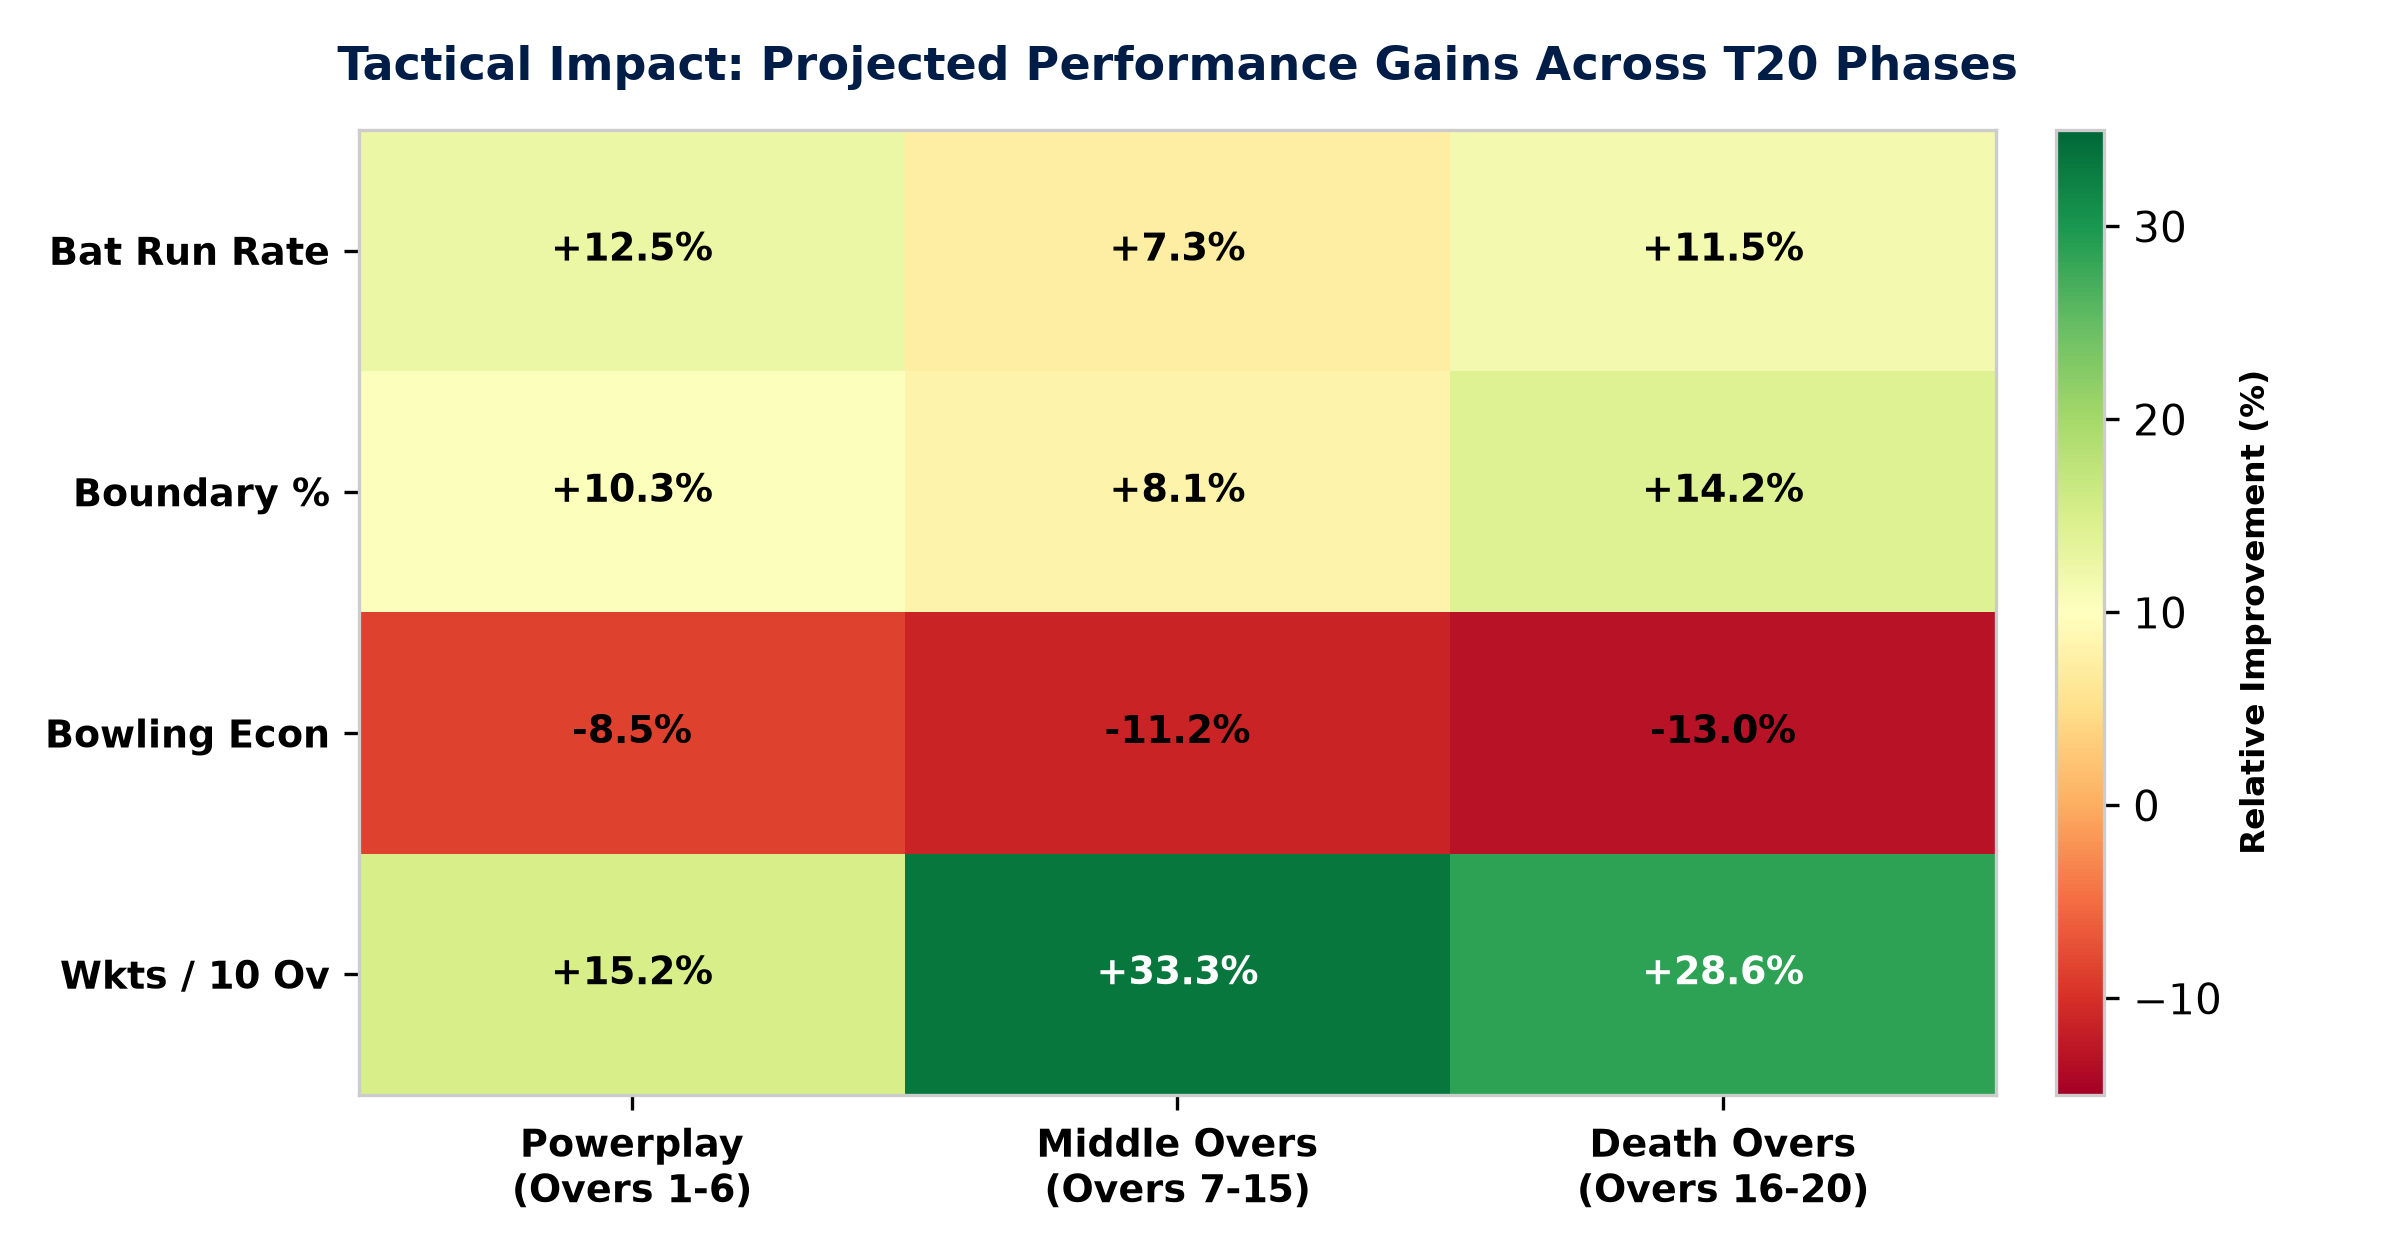 Tactical Impact: Projected Performance Gains Across T20 Phases
Bat Run Rate
+12.5%
+7.3%
+11.5%
Boundary %
+10.3%
+8.1%
+14.2%
Bowling Econ
-8.5%
-11.2%
-13.0%
Wkts / 10 Ov
+15.2%
+33.3%
+28.6%
Powerplay
(Overs 1-6)
Middle Overs
(Overs 7-15)
Death Overs
(Overs 16-20)
30
20
10
0
−10
Relative Improvement (%)